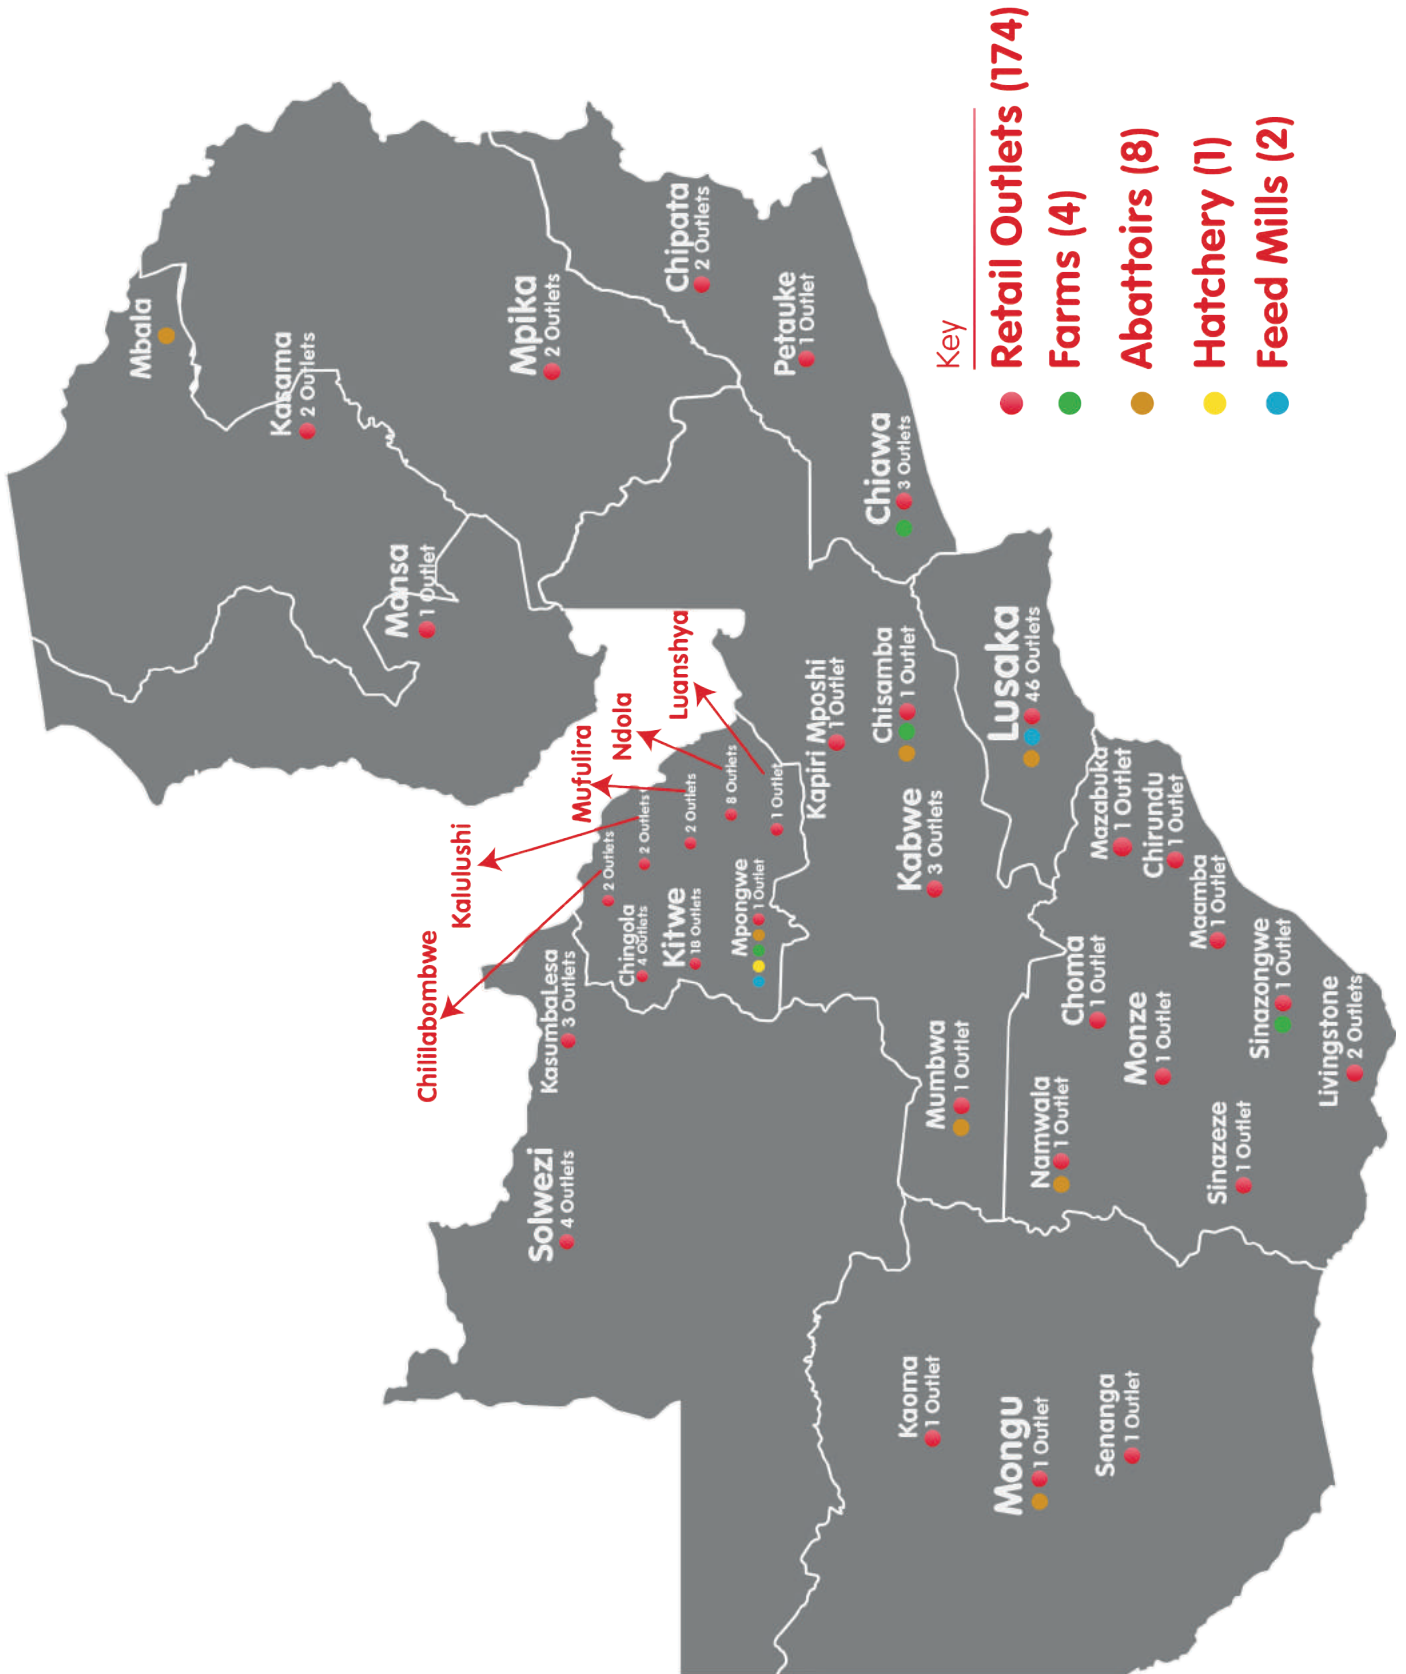 Mbala
Kasama
2 Outlets
Mansa
1 Outlet
Mpika
2 Outlets
Chipata
2 Outlets
Petauke
1 Outlet
Chiawa
3 Outlets
Chililabombwe
2 Outlets
Kalulushi
2 Outlets
Mufulira
2 Outlets
Ndola
8 Outlets
Luanshya
1 Outlet
Solwezi
4 Outlets
KasumbaLesa
3 Outlets
Chingola
4 Outlets
Kitwe
18 Outlets
Mpongwe
1 Outlet
Kapiri Mposhi
1 Outlet
Chisamba
1 Outlet
Kabwe
3 Outlets
Mumbwa
1 Outlet
Lusaka
46 Outlets
Mazabuka
1 Outlet
Chirundu
1 Outlet
Maamba
1 Outlet
Choma
1 Outlet
Namwala
1 Outlet
Monze
1 Outlet
Sinazongwe
1 Outlet
Sinazeze
1 Outlet
Livingstone
2 Outlets
Kaoma
1 Outlet
Mongu
1 Outlet
Senanga
1 Outlet
Key
Retail Outlets (174)
Farms (4)
Abattoirs (8)
Hatchery (1)
Feed Mills (2)